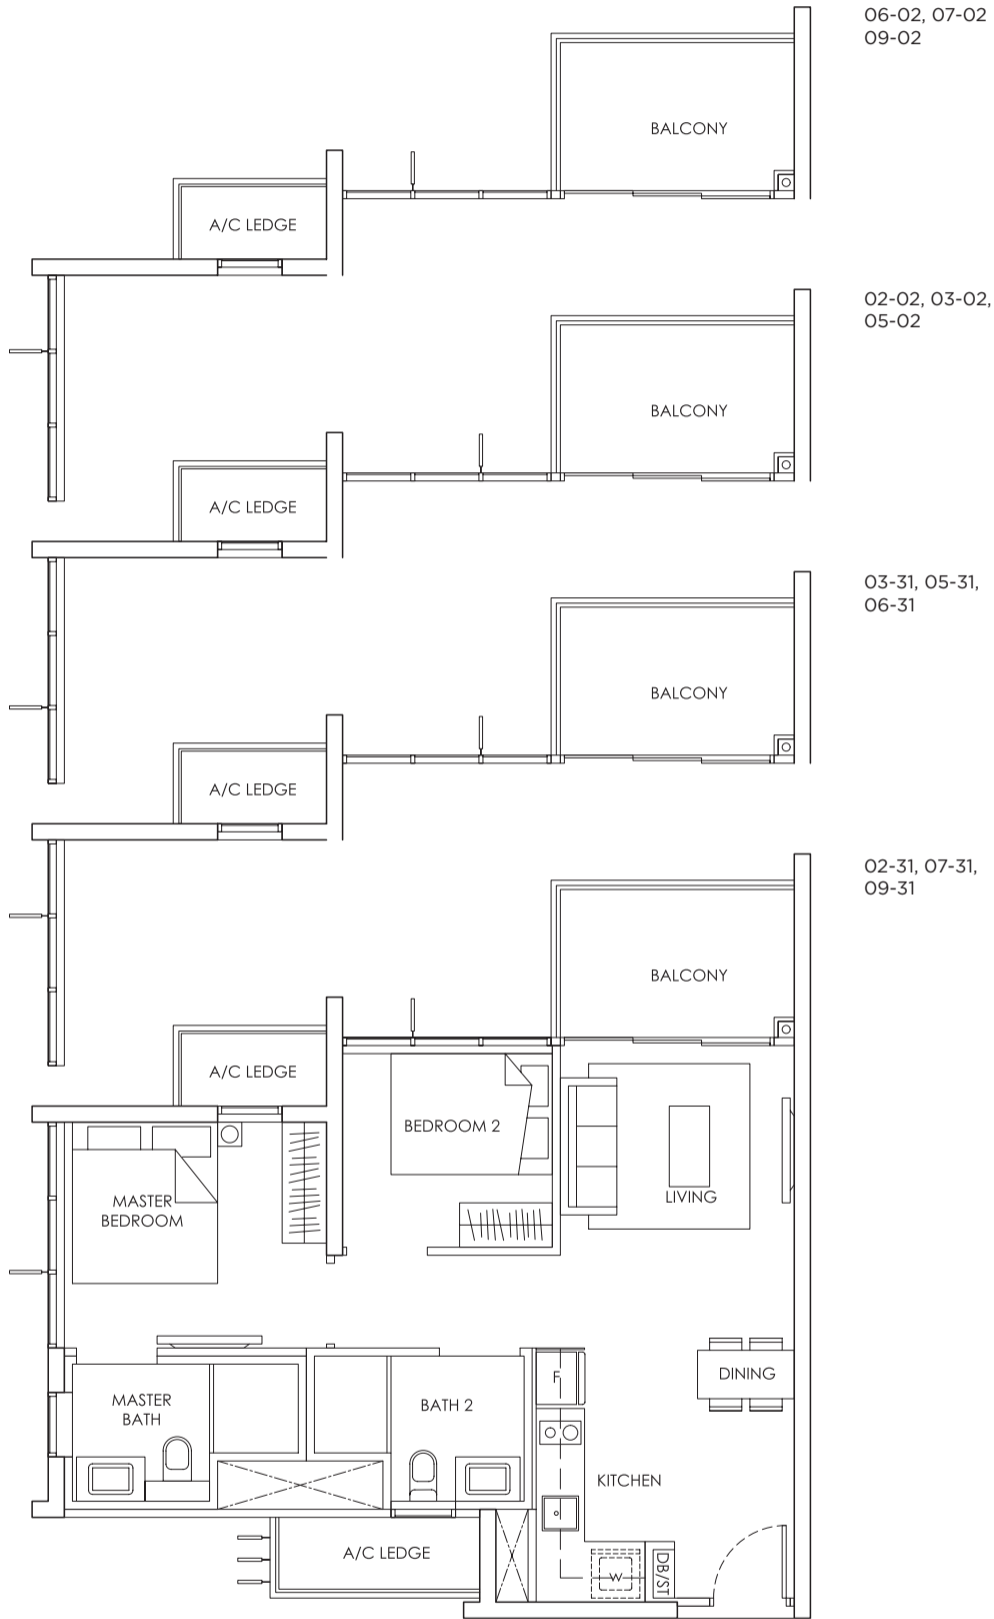 06-02, 07-02
09-02
BALCONY
A/C LEDGE
02-02, 03-02,
05-02
BALCONY
A/C LEDGE
03-31, 05-31,
06-31
BALCONY
A/C LEDGE
02-31, 07-31,
09-31
BALCONY
A/C LEDGE
BEDROOM 2
MASTER
BEDROOM
LIVING
F
DINING
MASTER
BATH
BATH 2
KITCHEN
A/C LEDGE
W
DB/ST